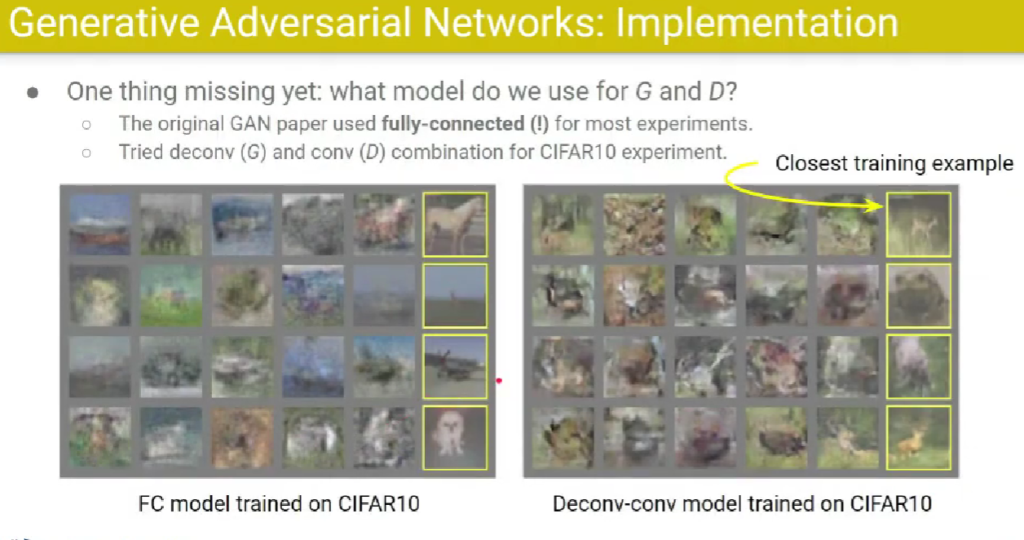 Generative Adversarial Networks: Implementation
● One thing missing yet: what model do we use for G and D?
○ The original GAN paper used fully-connected (!) for most experiments.
○ Tried deconv (G) and conv (D) combination for CIFAR10 experiment.
Closest training example
FC model trained on CIFAR10
Deconv-conv model trained on CIFAR10